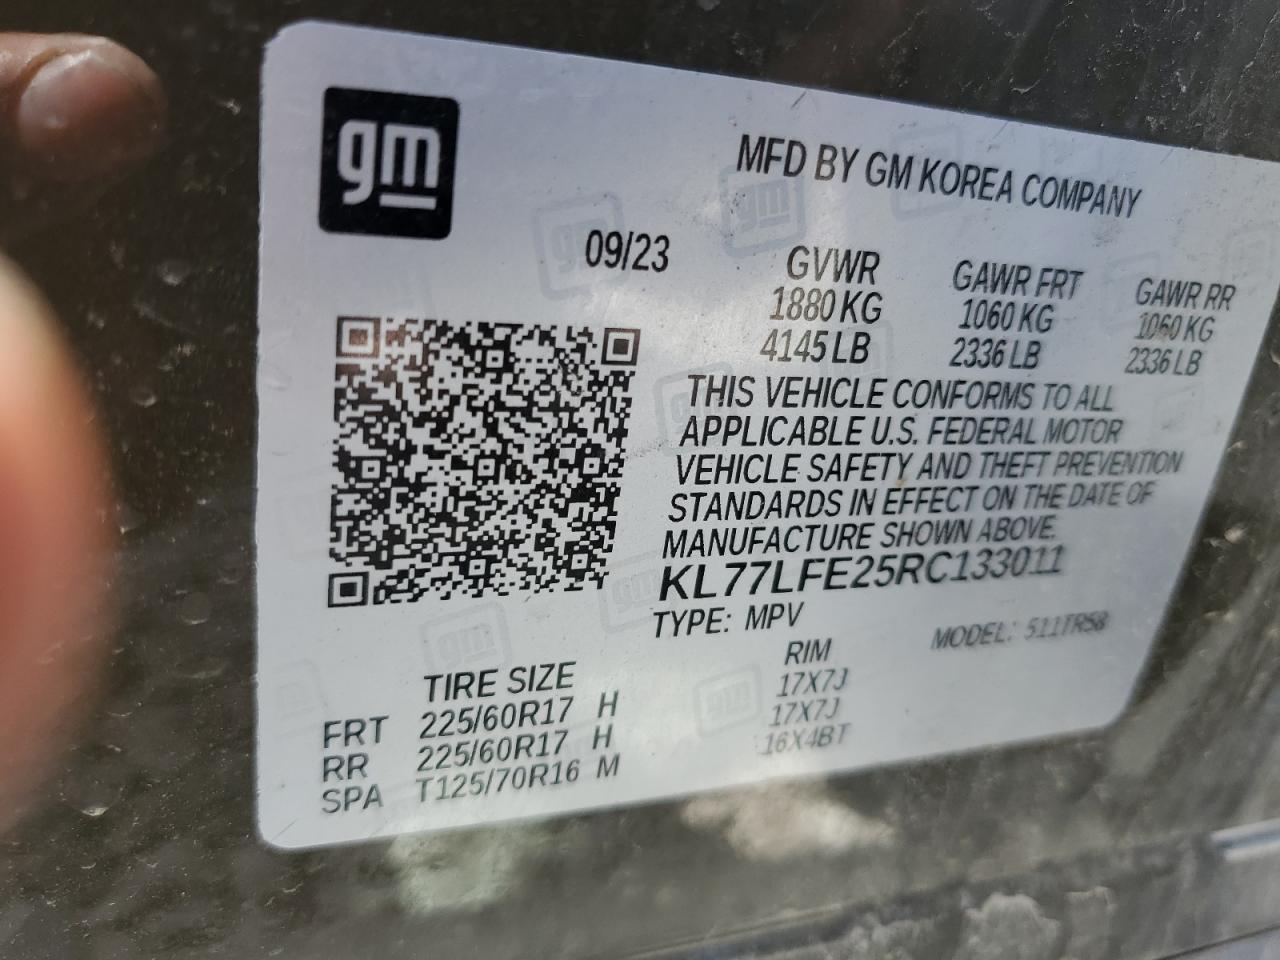 gm
MFD BY GM KOREA COMPANY
09/23
GVWR GAWR FRT GAWR RR
1880 KG 1060 KG 1060 KG
4145 LB 2336 LB 2336 LB
THIS VEHICLE CONFORMS TO ALL
APPLICABLE U.S. FEDERAL MOTOR
VEHICLE SAFETY AND THEFT PREVENTION
STANDARDS IN EFFECT ON THE DATE OF
MANUFACTURE SHOWN ABOVE.
KL77LFE25RC133011
TYPE: MPV MODEL: 511TR58
TIRE SIZE RIM
FRT 225/60R17 H 17X7J
RR 225/60R17 H 17X7J
SPA T125/70R16 M 16X4BT